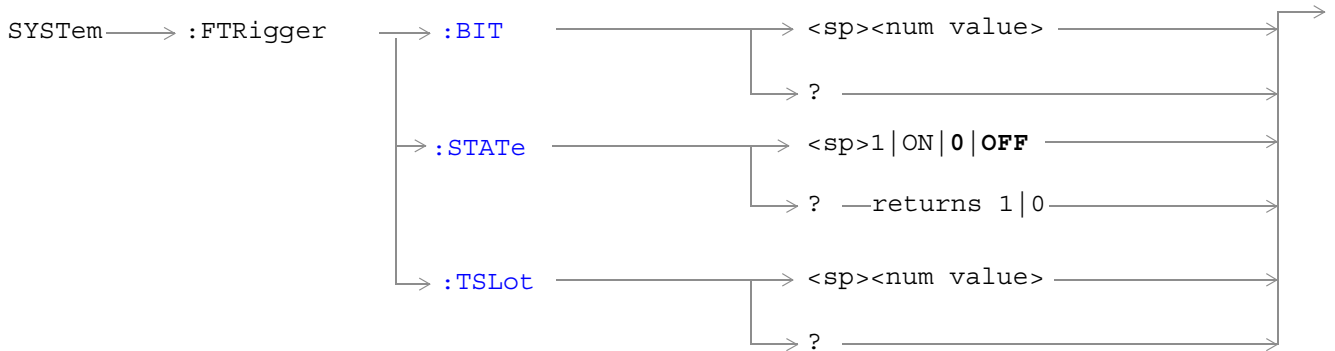 SYSTem :FTRigger :BIT <sp><num value>
?
:STATe <sp>1|ON|0|OFF
? returns 1|0
:TSLot <sp><num value>
?